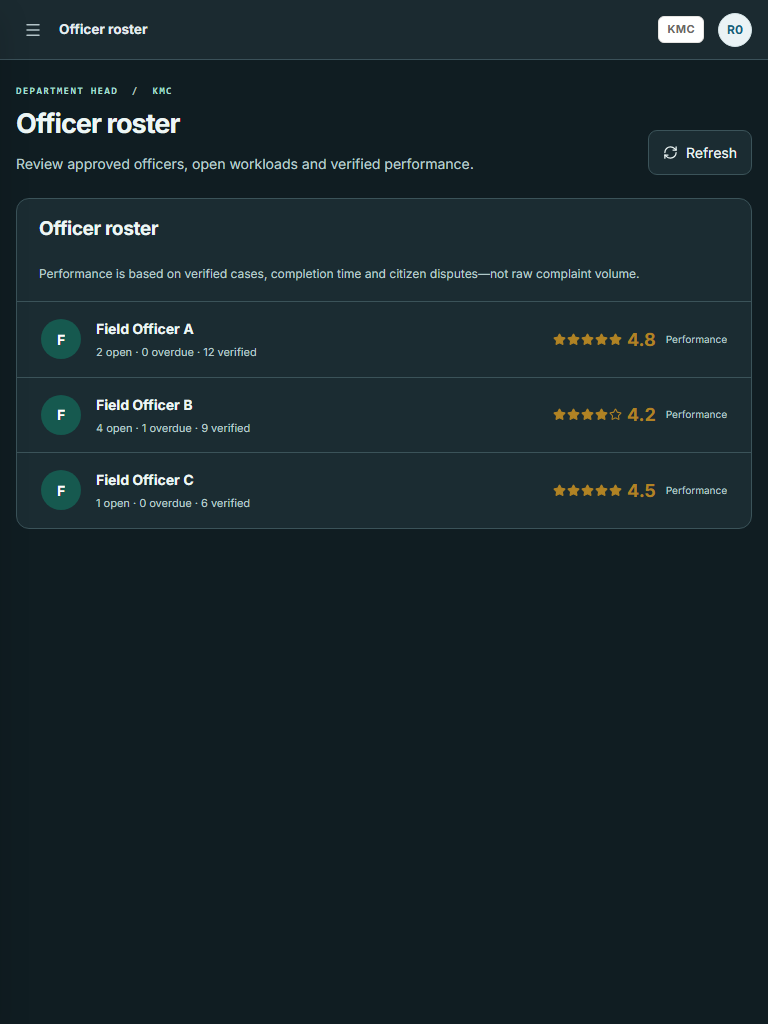 Officer roster
KMC
R0
DEPARTMENT HEAD / KMC
Officer roster
Review approved officers, open workloads and verified performance.
Refresh
Officer roster
Performance is based on verified cases, completion time and citizen disputes—not raw complaint volume.
F
Field Officer A
2 open · 0 overdue · 12 verified
4.8 Performance
F
Field Officer B
4 open · 1 overdue · 9 verified
4.2 Performance
F
Field Officer C
1 open · 0 overdue · 6 verified
4.5 Performance